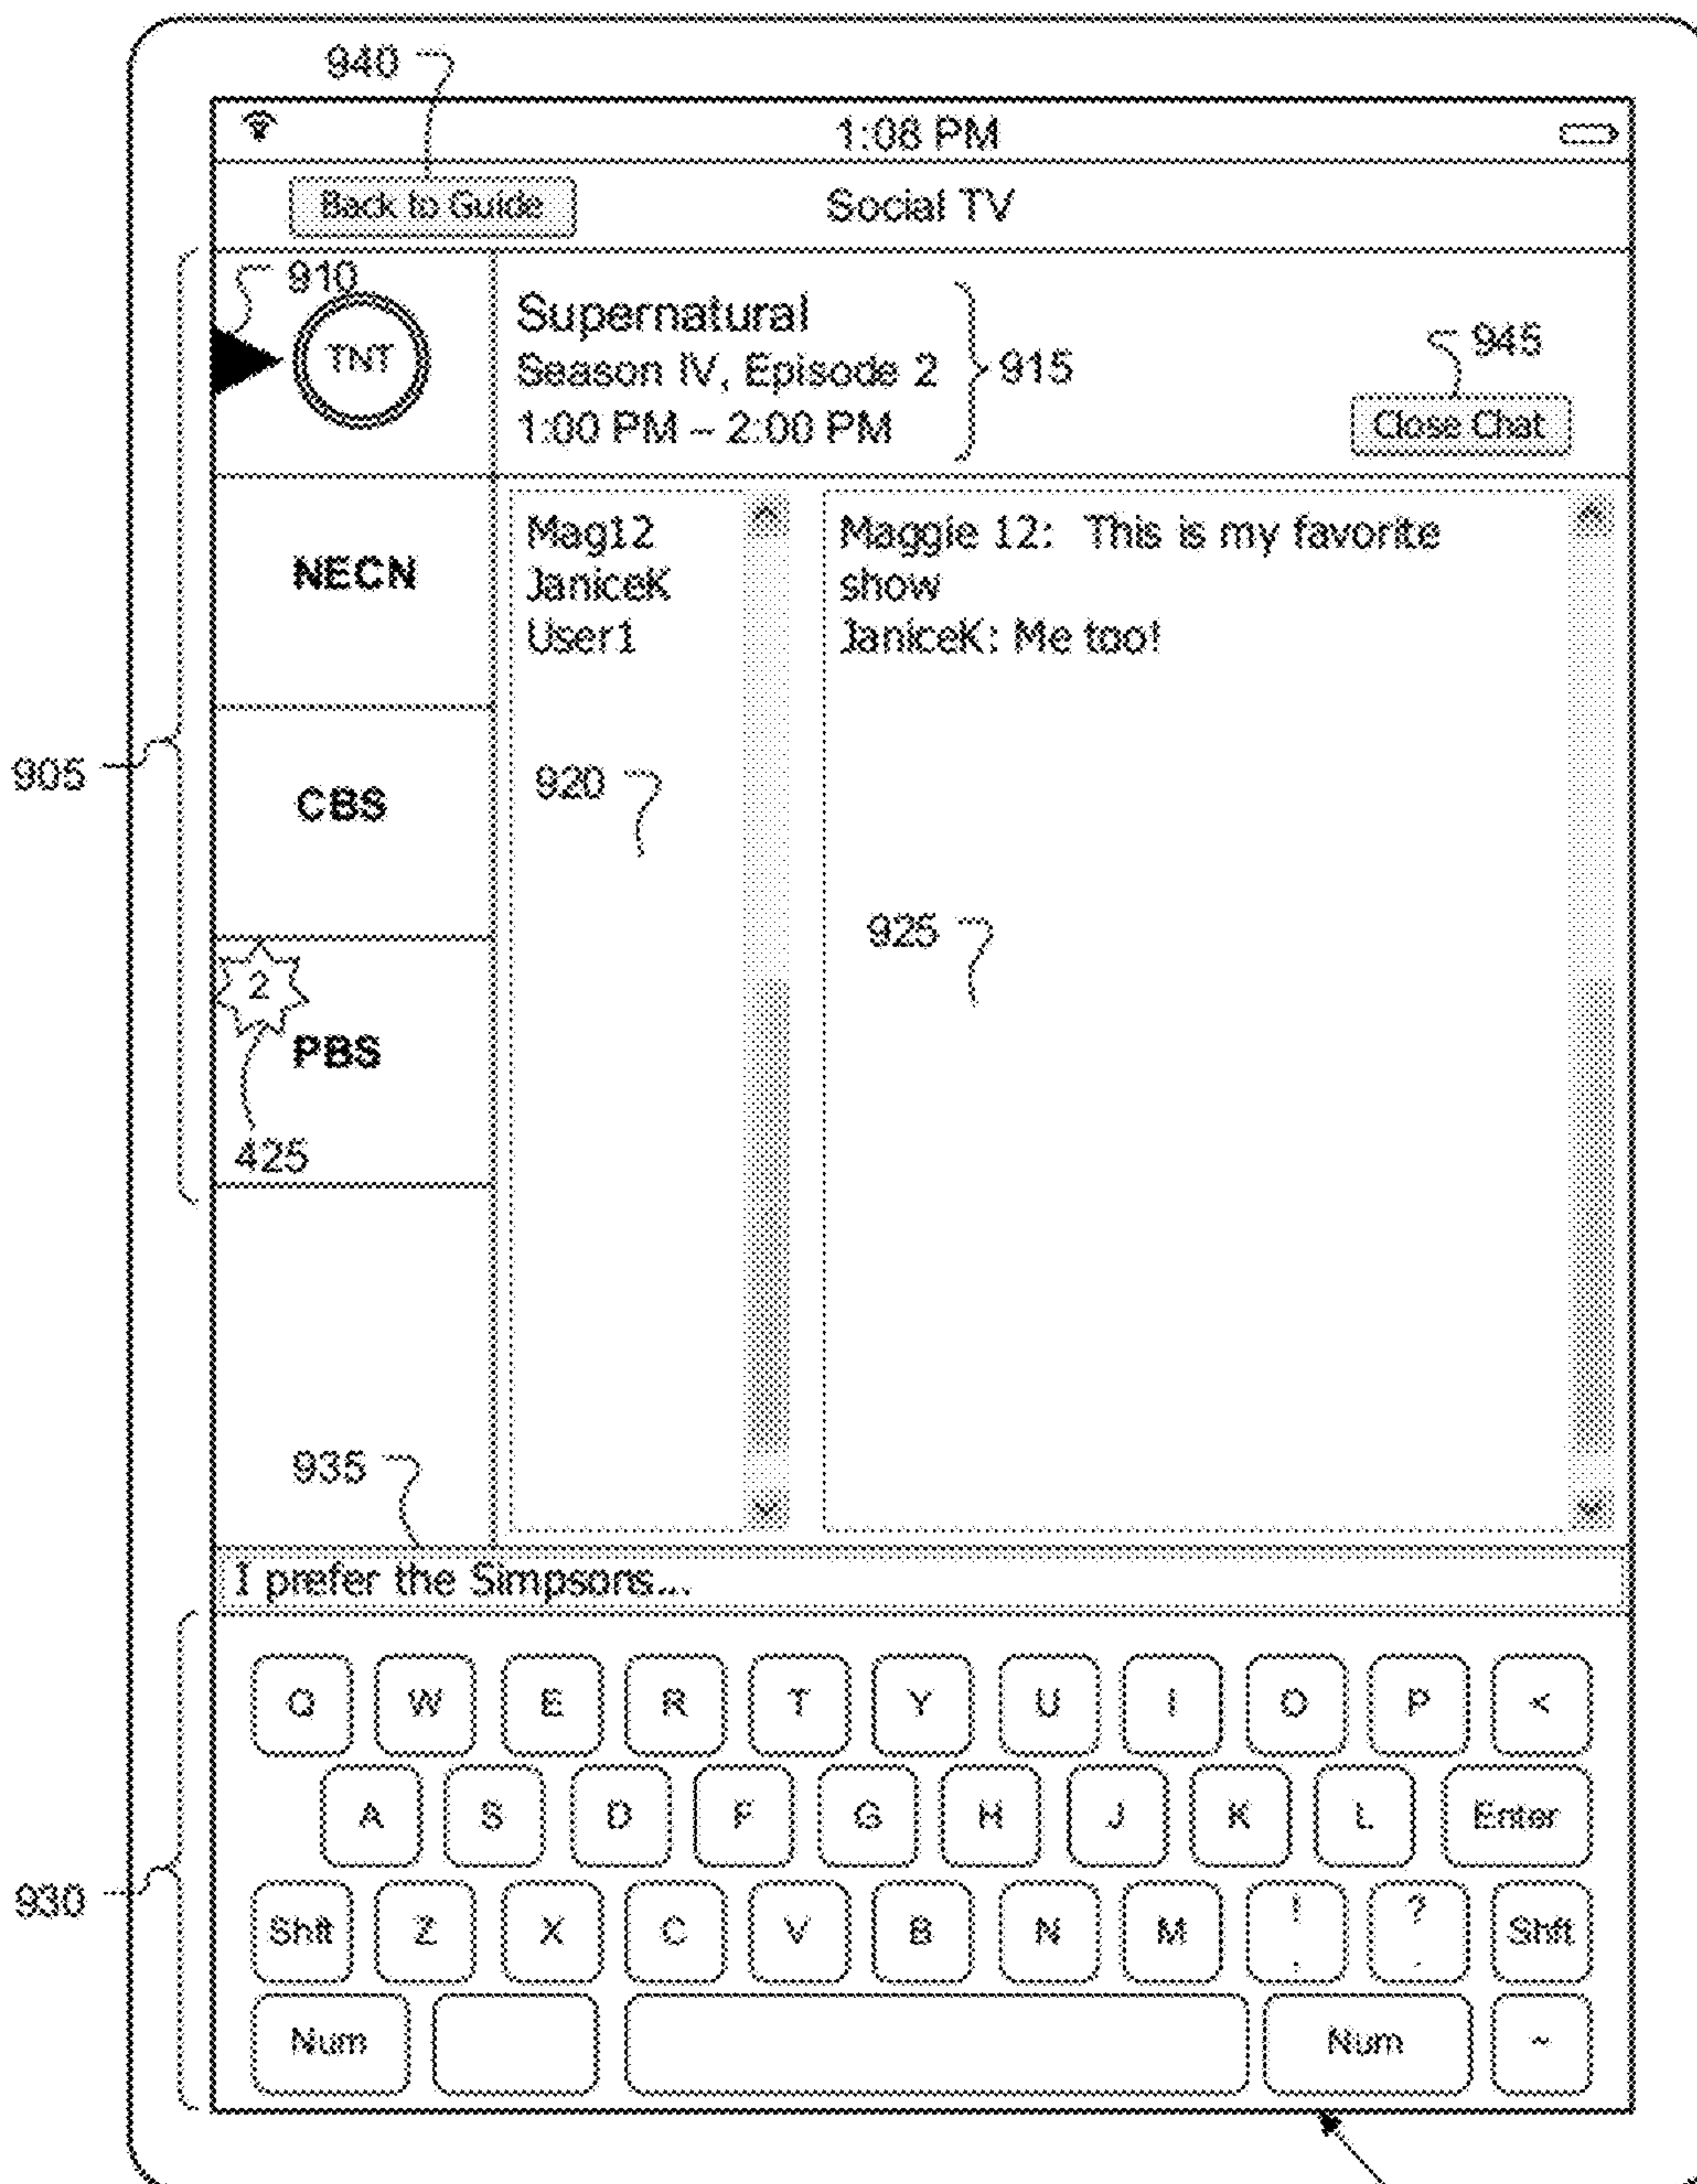 940
1:08 PM
Back to Guide
Social TV
910
TNT
Supernatural
Season IV, Episode 2
1:00 PM – 2:00 PM
915
945
Close Chat
NECN
CBS
2
PBS
425
905
Mag12
JaniceK
User1
920
Maggie 12: This is my favorite
show
JaniceK: Me too!
925
935
I prefer the Simpsons...
930
Q W E R T Y U I O P <
A S D F G H J K L Enter
Shft Z X C V B N M ! . ? , Shft
Num Num ~